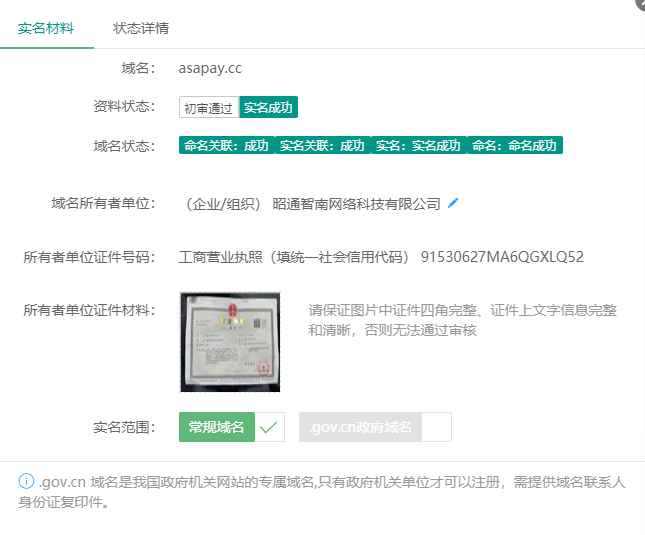 实名材料 状态详情
域名： asapay.cc
资料状态： 初审通过 实名成功
域名状态： 命名关联：成功 实名关联：成功 实名：实名成功 命名：命名成功
域名所有者单位： （企业/组织） 昭通智南网络科技有限公司
所有者单位证件号码： 工商营业执照（填统一社会信用代码） 91530627MA6QGXLQ52
所有者单位证件材料： 请保证图片中证件四角完整、证件上文字信息完整
和清晰，否则无法通过审核
实名范围： 常规域名 .gov.cn政府域名
.gov.cn 域名是我国政府机关网站的专属域名,只有政府机关单位才可以注册，需提供域名联系人
身份证复印件。